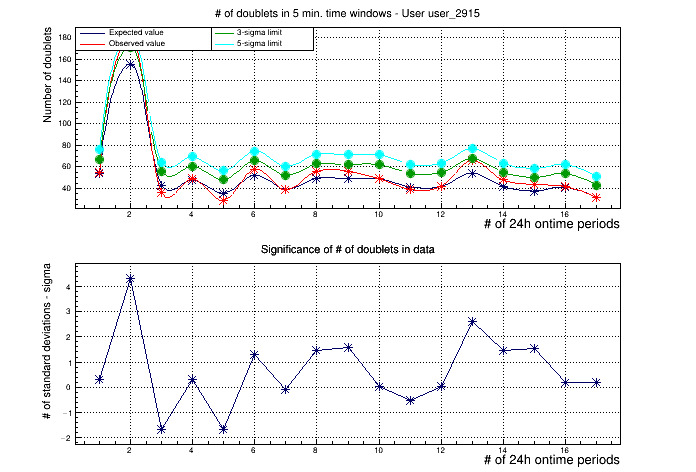 # of doublets in 5 min. time windows - User user_2915
Number of doublets
Expected value
3-sigma limit
Observed value
5-sigma limit
180
160
140
120
100
80
60
40
2 4 6 8 10 12 14 16
# of 24h ontime periods
Significance of # of doublets in data
# of standard deviations - sigma
4
3
2
1
0
−1
−2
2 4 6 8 10 12 14 16
# of 24h ontime periods